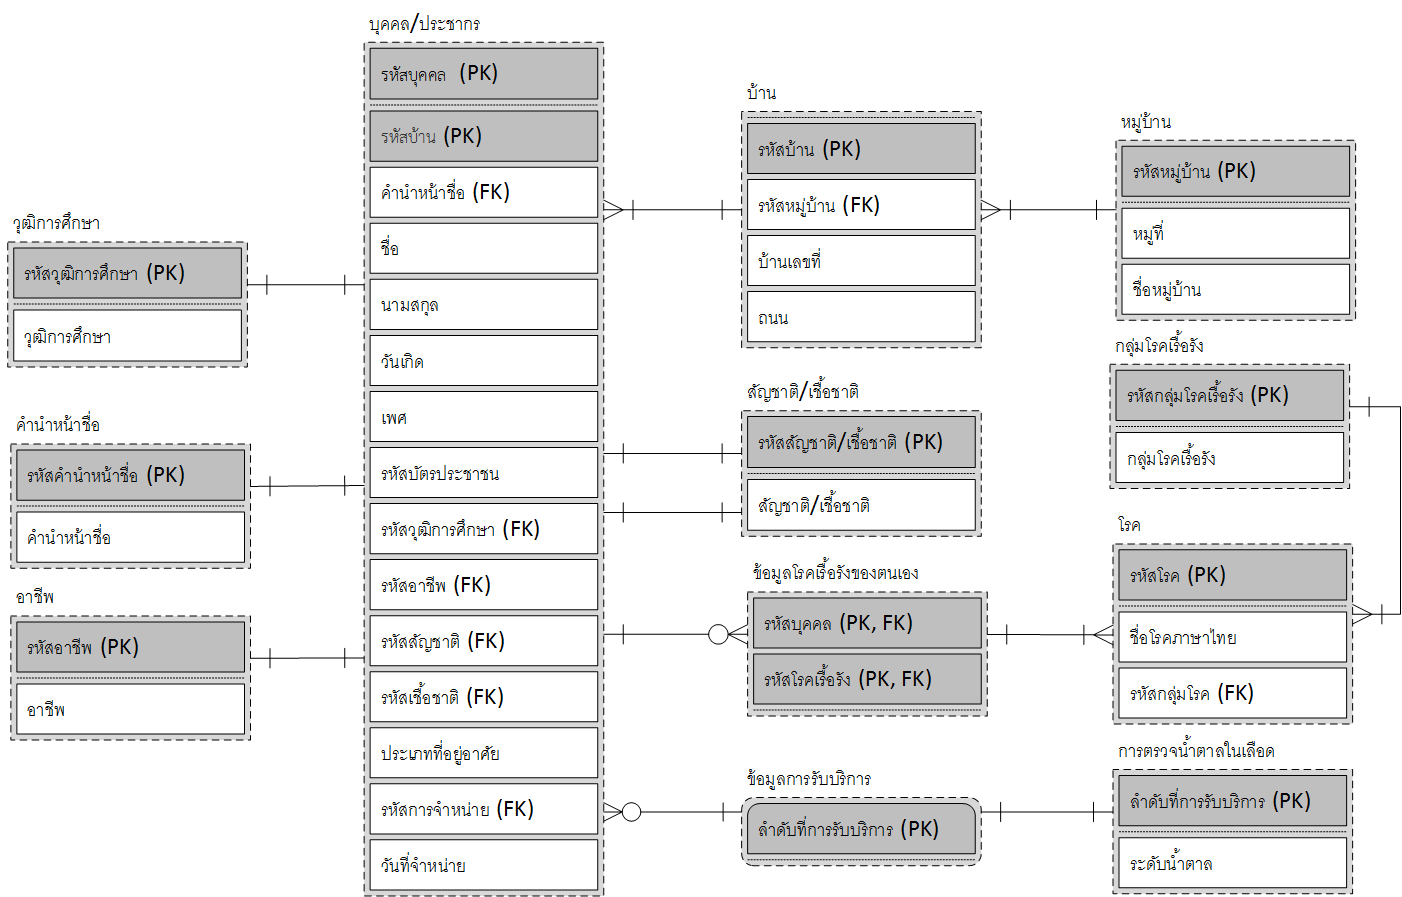 บุคคล/ประชากร
รหัสบุคคล (PK)
รหัสบ้าน (PK)
คำนำหน้าชื่อ (FK)
ชื่อ
นามสกุล
วันเกิด
เพศ
รหัสบัตรประชาชน
รหัสวุฒิการศึกษา (FK)
รหัสอาชีพ (FK)
รหัสสัญชาติ (FK)
รหัสเชื้อชาติ (FK)
ประเภทที่อยู่อาศัย
รหัสการจำหน่าย (FK)
วันที่จำหน่าย
วุฒิการศึกษา
รหัสวุฒิการศึกษา (PK)
วุฒิการศึกษา
คำนำหน้าชื่อ
รหัสคำนำหน้าชื่อ (PK)
คำนำหน้าชื่อ
อาชีพ
รหัสอาชีพ (PK)
อาชีพ
บ้าน
รหัสบ้าน (PK)
รหัสหมู่บ้าน (FK)
บ้านเลขที่
ถนน
สัญชาติ/เชื้อชาติ
รหัสสัญชาติ/เชื้อชาติ (PK)
สัญชาติ/เชื้อชาติ
ข้อมูลโรคเรื้อรังของตนเอง
รหัสบุคคล (PK, FK)
รหัสโรคเรื้อรัง (PK, FK)
ข้อมูลการรับบริการ
ลำดับที่การรับบริการ (PK)
หมู่บ้าน
รหัสหมู่บ้าน (PK)
หมู่ที่
ชื่อหมู่บ้าน
กลุ่มโรคเรื้อรัง
รหัสกลุ่มโรคเรื้อรัง (PK)
กลุ่มโรคเรื้อรัง
โรค
รหัสโรค (PK)
ชื่อโรคภาษาไทย
รหัสกลุ่มโรค (FK)
การตรวจน้ำตาลในเลือด
ลำดับที่การรับบริการ (PK)
ระดับน้ำตาล